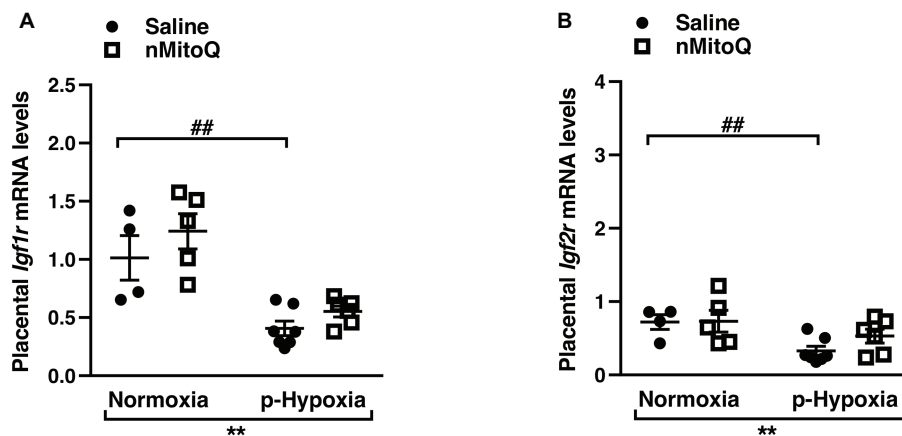 A
Saline
nMitoQ
Placental Igf1r mRNA levels
2.5
2.0
1.5
1.0
0.5
0.0
##
Normoxia p-Hypoxia
**
B
Saline
nMitoQ
Placental Igf2r mRNA levels
4
3
2
1
0
##
Normoxia p-Hypoxia
**